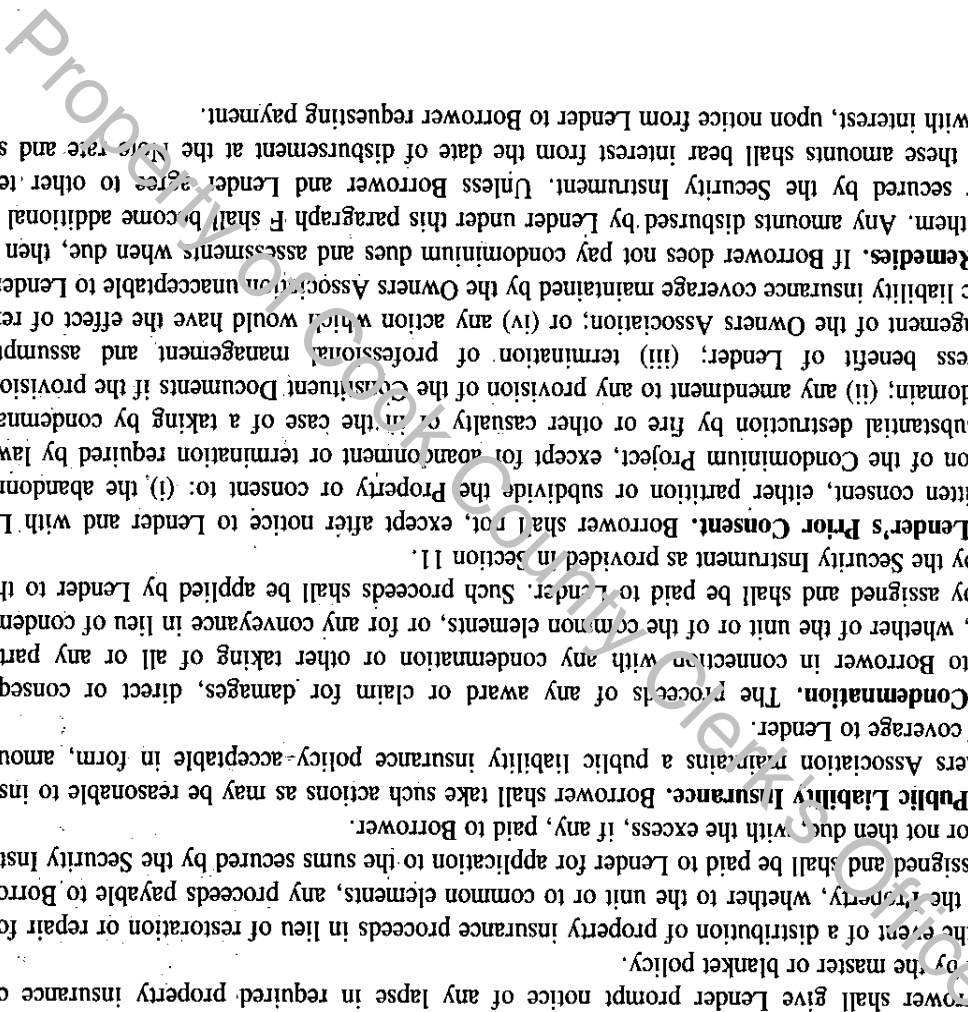 rower shall give Lender prompt notice of any lapse in required property insurance c
by the master or blanket policy.
the event of a distribution of property insurance proceeds in lieu of restoration or repair fo
the Property, whether to the unit or to common elements, any proceeds payable to Borro
ssigned and shall be paid to Lender for application to the sums secured by the Security Inst
or not then due, with the excess, if any, paid to Borrower.
Public Liability Insurance. Borrower shall take such actions as may be reasonable to ins
ers Association maintains a public liability insurance policy acceptable in form, amou
coverage to Lender.
Condemnation. The proceeds of any award or claim for damages, direct or conseq
to Borrower in connection with any condemnation or other taking of all or any part
, whether of the unit or of the common elements, or for any conveyance in lieu of conden
by assigned and shall be paid to Lender. Such proceeds shall be applied by Lender to th
by the Security Instrument as provided in Section 11.
Lender's Prior Consent. Borrower shall not, except after notice to Lender and with L
itten consent, either partition or subdivide the Property or consent to: (i) the abandonn
on of the Condominium Project, except for abandonment or termination required by law
ubstantial destruction by fire or other casualty or in the case of a taking by condemna
domain; (ii) any amendment to any provision of the Constituent Documents if the provisio
ess benefit of Lender; (iii) termination of professional management and assumpt
gement of the Owners Association; or (iv) any action which would have the effect of re
c liability insurance coverage maintained by the Owners Association unacceptable to Lende
Remedies. If Borrower does not pay condominium dues and assessments when due, then
them. Any amounts disbursed by Lender under this paragraph F shall become additional
secured by the Security Instrument. Unless Borrower and Lender agree to other te
these amounts shall bear interest from the date of disbursement at the Note rate and s
with interest, upon notice from Lender to Borrower requesting payment.
Property of Cook County Clerk's Office